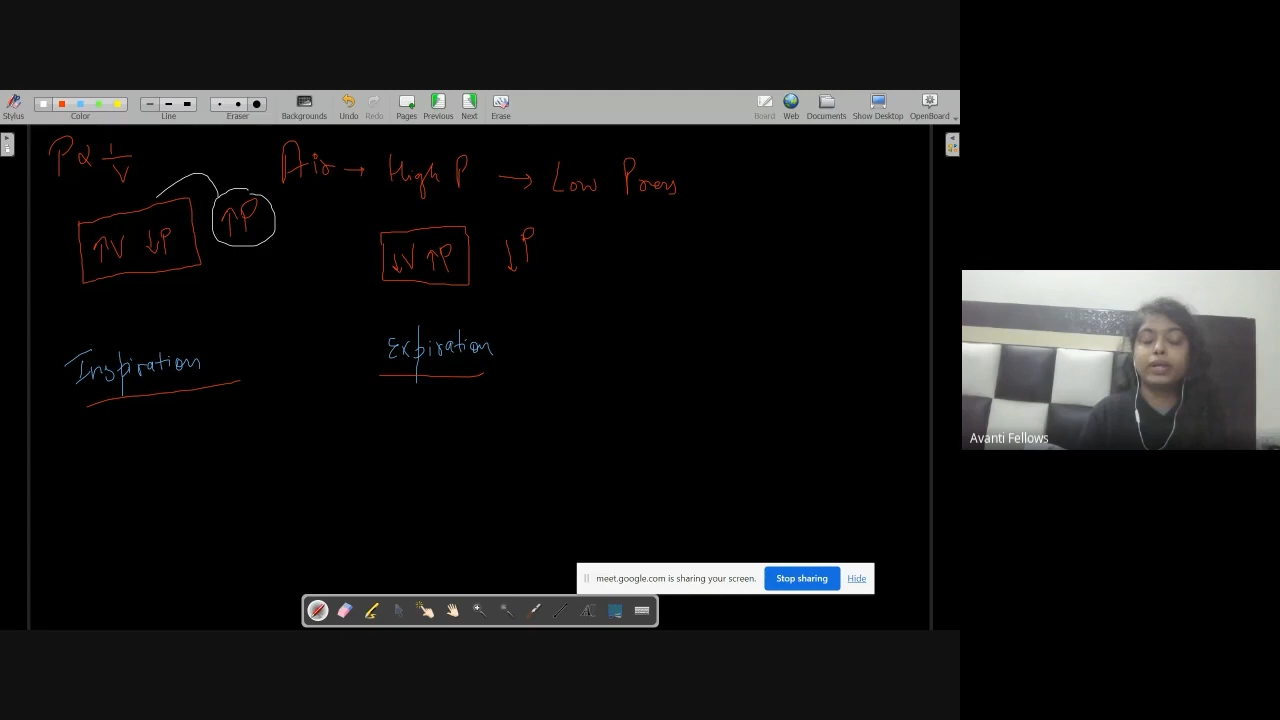 Stylus Color Line Eraser Backgrounds Undo Redo Pages Previous Next Erase Board Web Documents Show Desktop OpenBoard
P ∝ 1/V
Air → High P → Low Press
↑V ↓P ↑P
↓V ↑P ↓P
Inspiration Expiration
Avanti Fellows
meet.google.com is sharing your screen. Stop sharing Hide